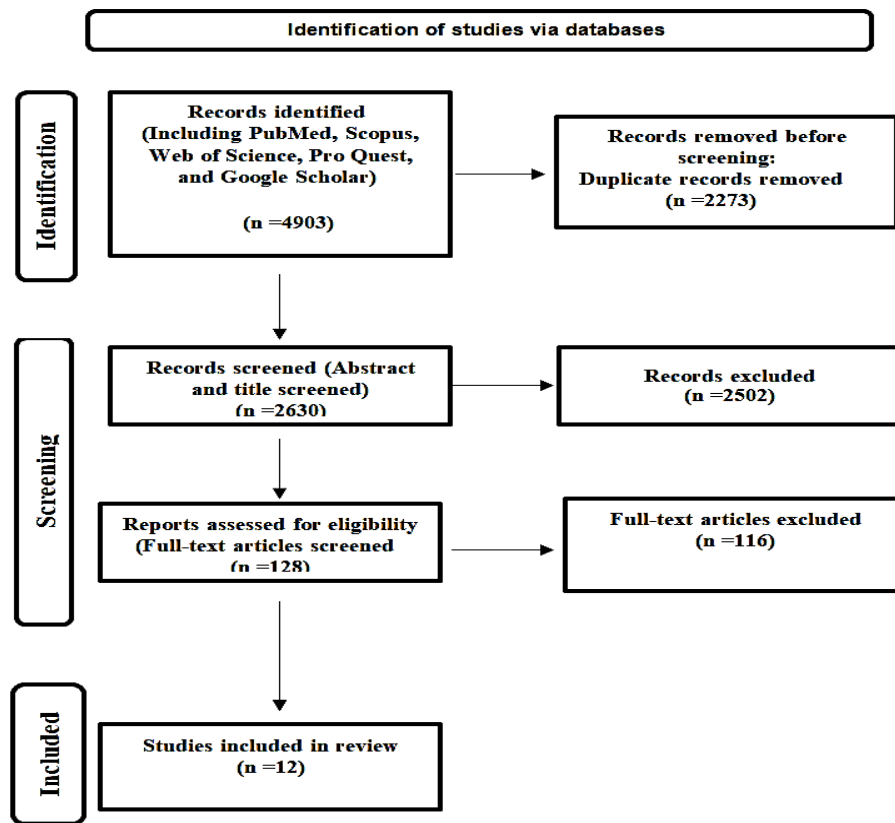 Identification of studies via databases
Identification
Records identified
(Including PubMed, Scopus,
Web of Science, Pro Quest,
and Google Scholar)
(n =4903)
Records removed before
screening:
Duplicate records removed
(n =2273)
Screening
Records screened (Abstract
and title screened)
(n =2630)
Records excluded
(n =2502)
Reports assessed for eligibility
(Full-text articles screened
(n =128)
Full-text articles excluded
(n =116)
Included
Studies included in review
(n =12)